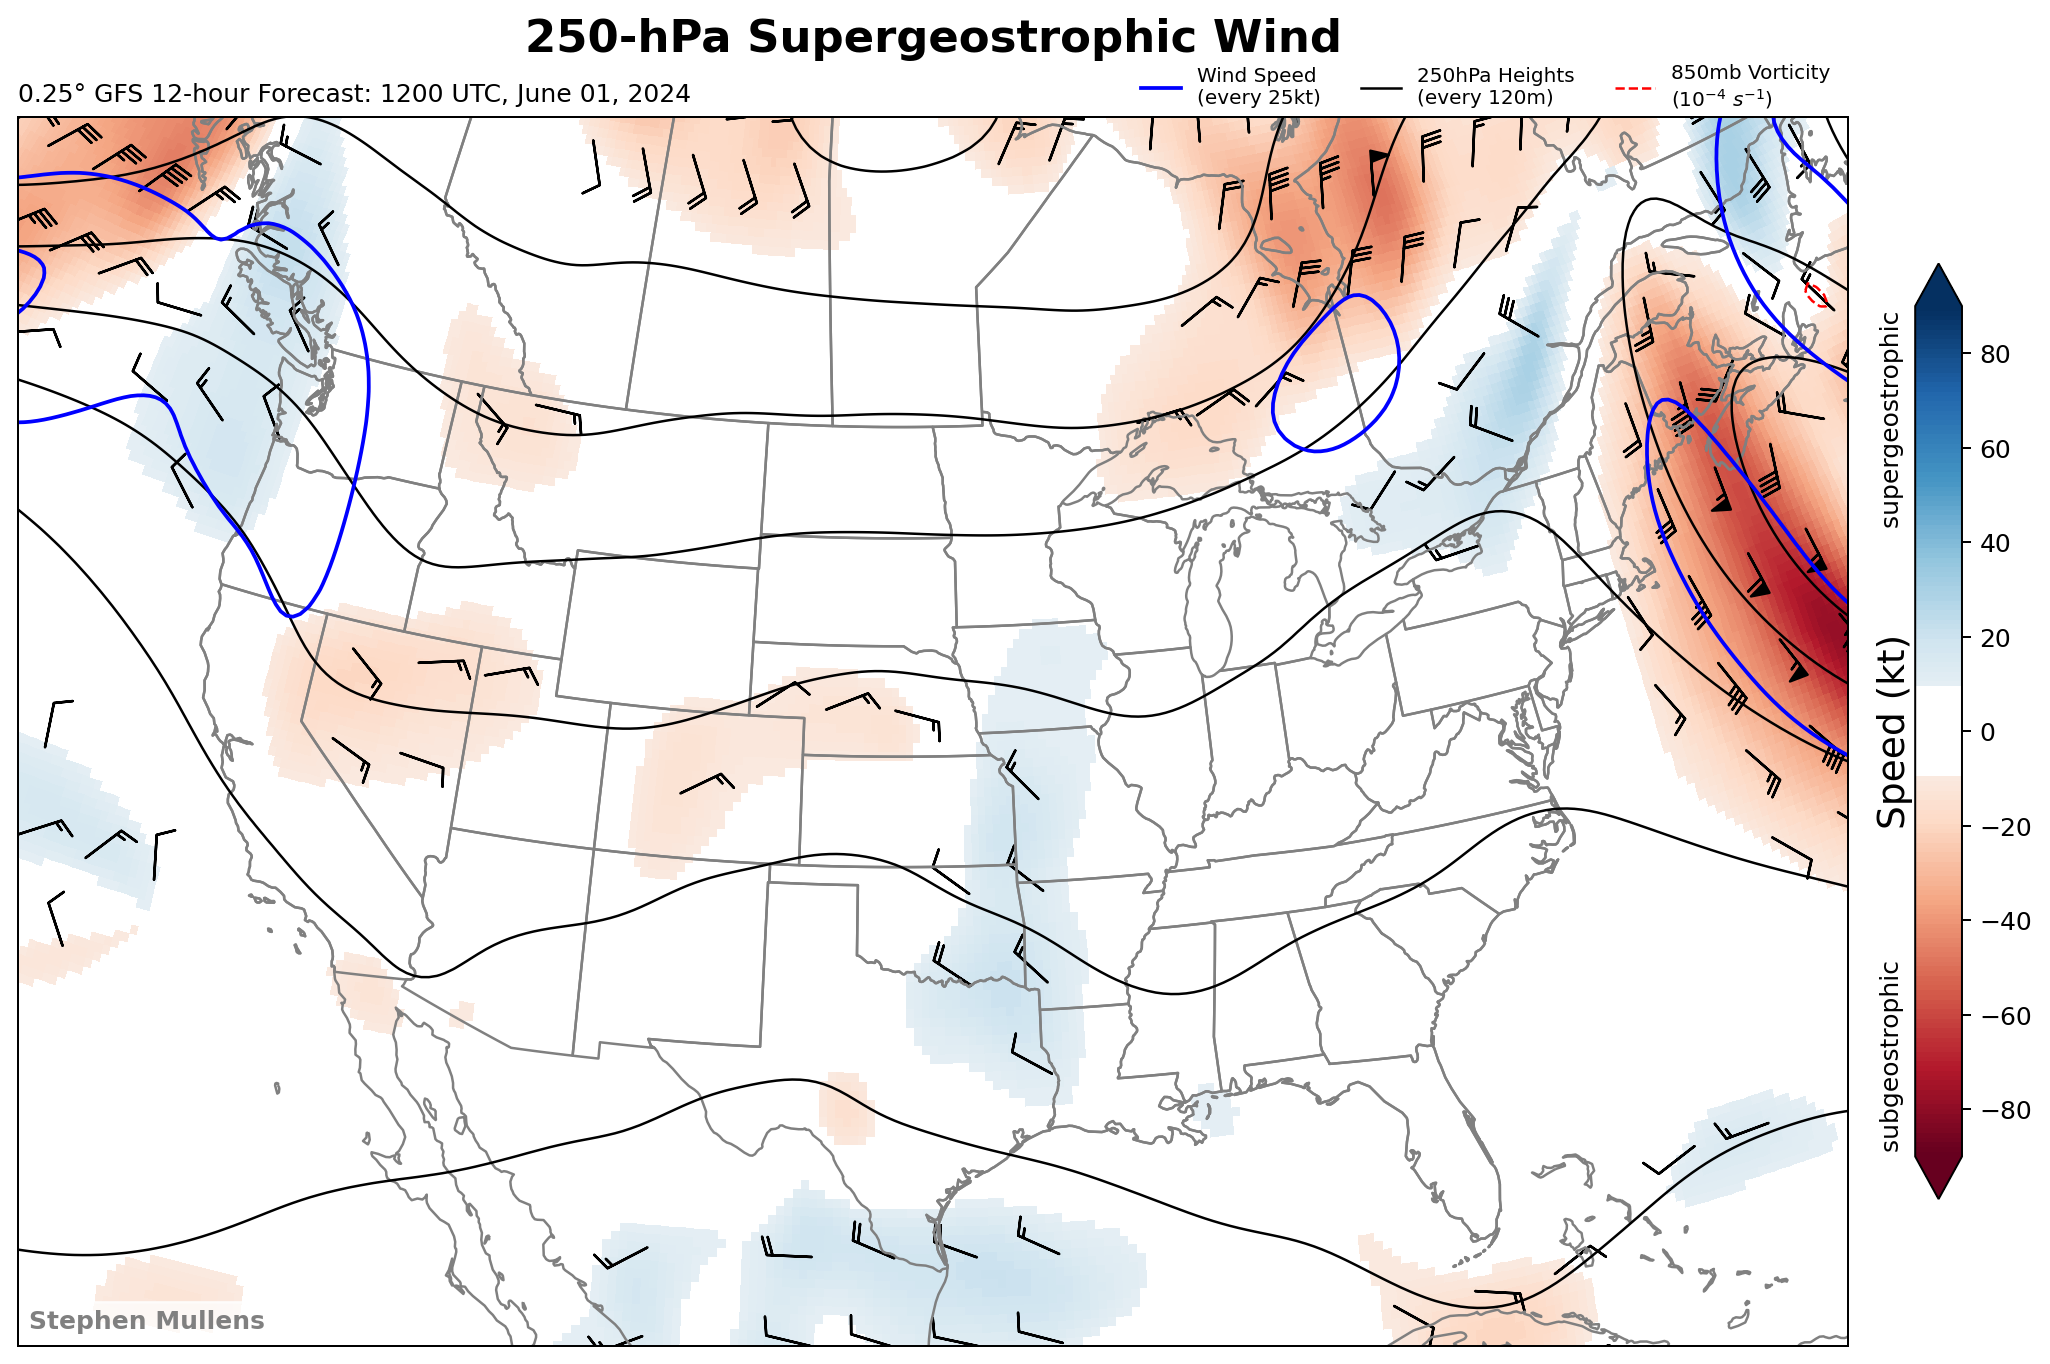 250-hPa Supergeostrophic Wind
0.25° GFS 12-hour Forecast: 1200 UTC, June 01, 2024
Wind Speed
(every 25kt)
250hPa Heights
(every 120m)
850mb Vorticity
(10⁻⁴ s⁻¹)
supergeostrophic
Speed (kt)
subgeostrophic
80
60
40
20
0
−20
−40
−60
−80
Stephen Mullens